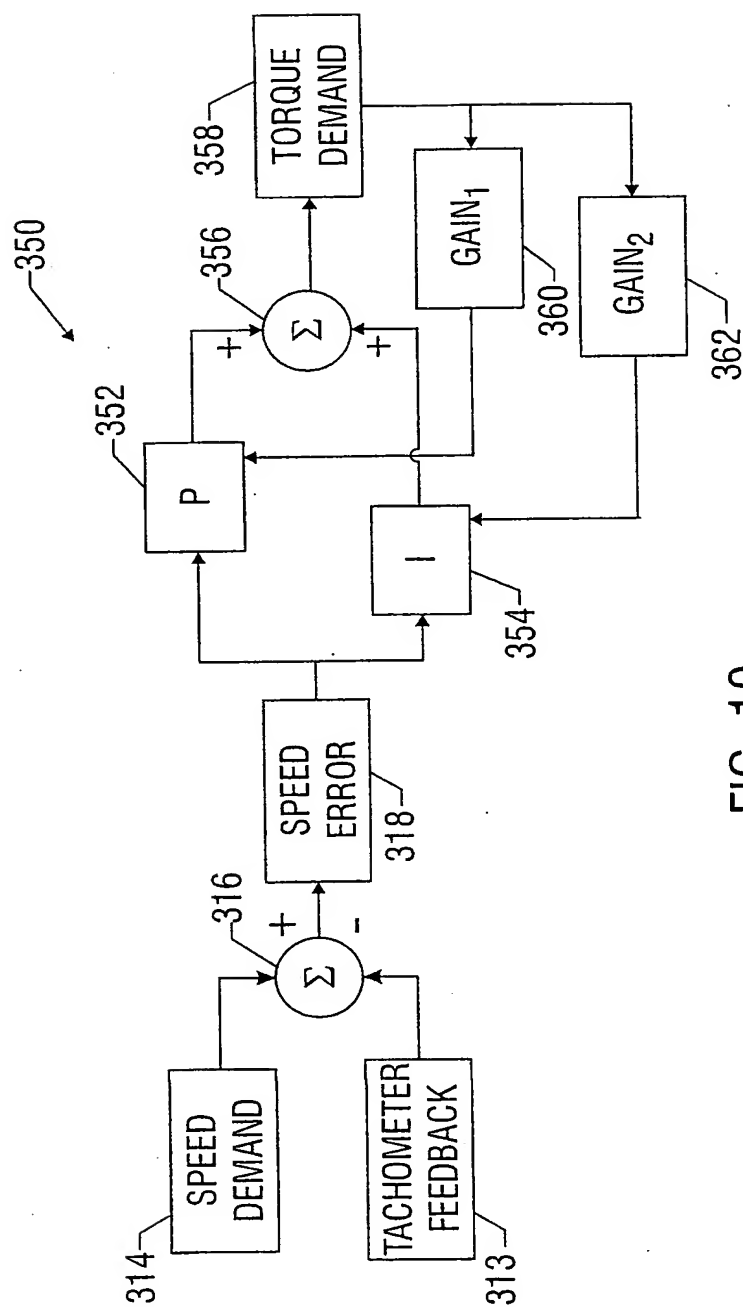 350
314
SPEED
DEMAND
TACHOMETER
FEEDBACK
313
316
Σ
+
-
SPEED
ERROR
318
352
P
I
354
+
356
Σ
+
358
TORQUE
DEMAND
GAIN₁
360
GAIN₂
362
FIG.